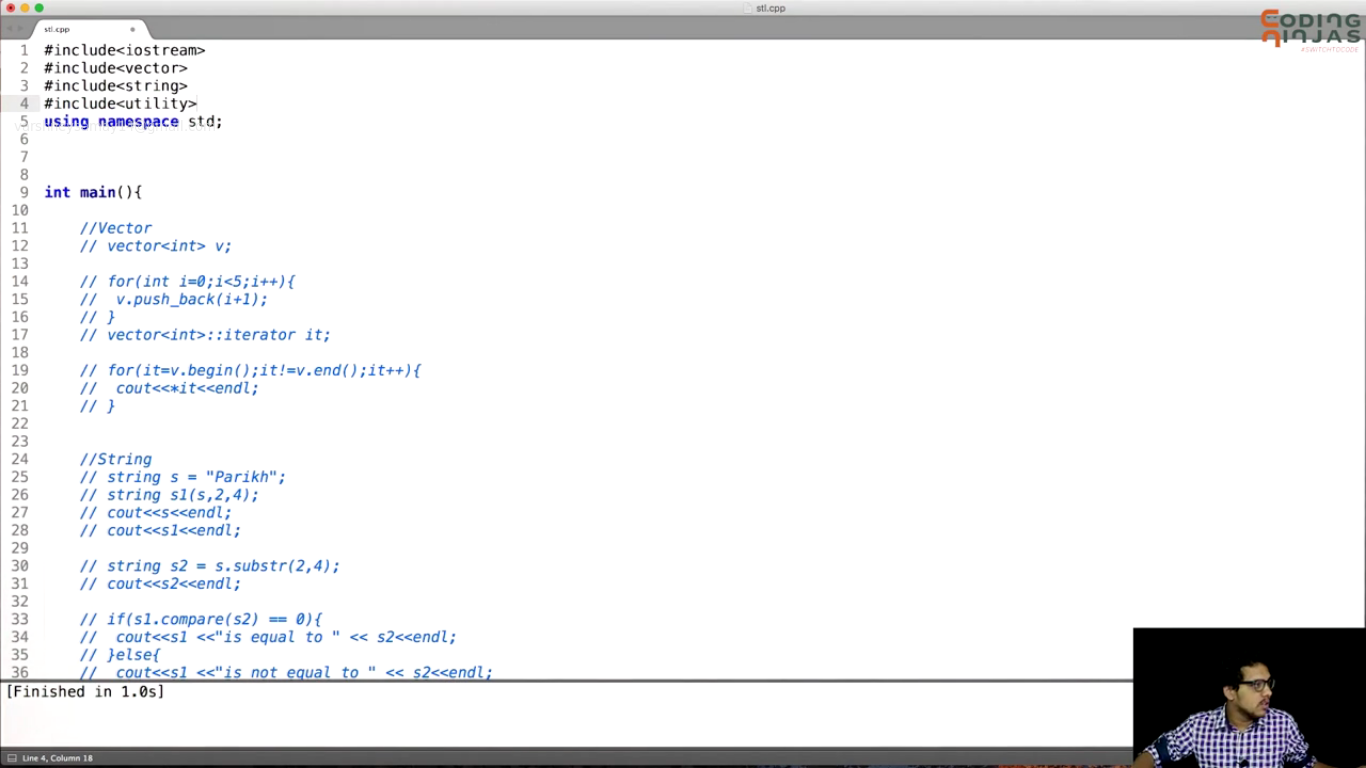 stl.cpp
stl.cpp
CODING
NINJAS
#SWITCHTOCODE
1 #include<iostream>
2 #include<vector>
3 #include<string>
4 #include<utility>
5 using namespace std;
6
7
8
9 int main(){
10
11 //Vector
12 // vector<int> v;
13
14 // for(int i=0;i<5;i++){
15 // v.push_back(i+1);
16 // }
17 // vector<int>::iterator it;
18
19 // for(it=v.begin();it!=v.end();it++){
20 // cout<<*it<<endl;
21 // }
22
23
24 //String
25 // string s = "Parikh";
26 // string s1(s,2,4);
27 // cout<<s<<endl;
28 // cout<<s1<<endl;
29
30 // string s2 = s.substr(2,4);
31 // cout<<s2<<endl;
32
33 // if(s1.compare(s2) == 0){
34 // cout<<s1 <<"is equal to " << s2<<endl;
35 // }else{
36 // cout<<s1 <<"is not equal to " << s2<<endl;
[Finished in 1.0s]
Line 4, Column 18